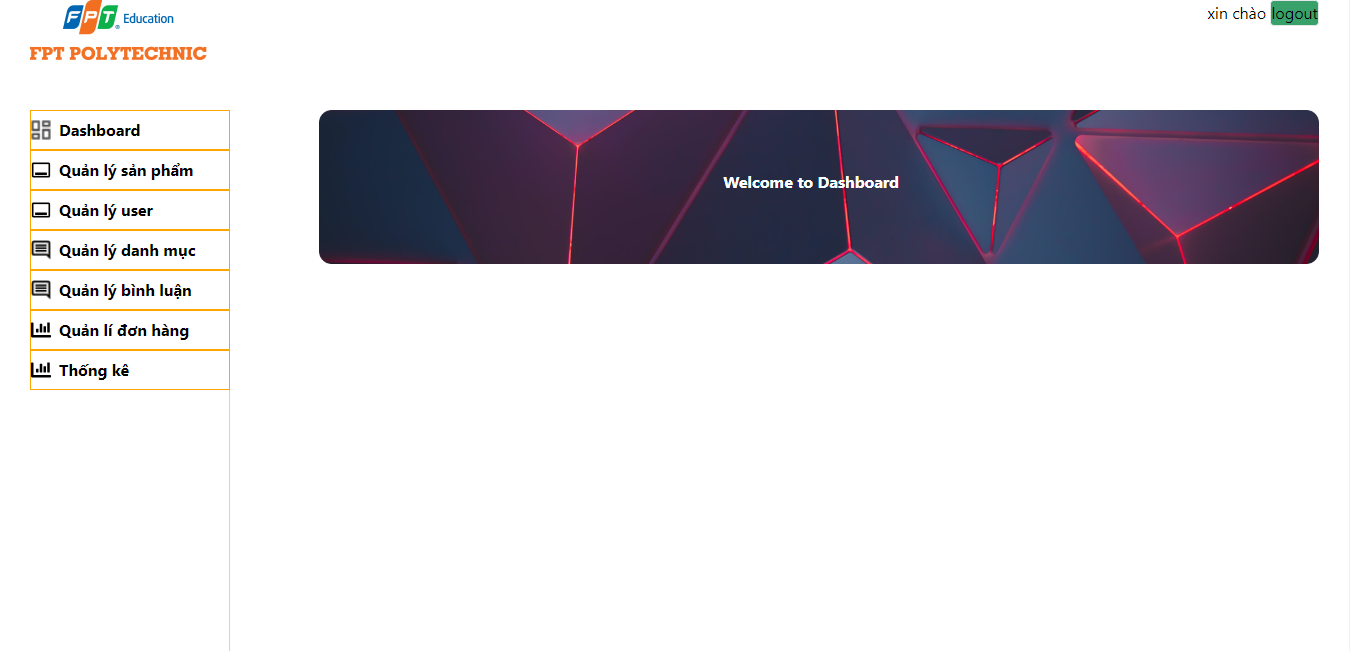 FPT Education
FPT POLYTECHNIC
xin chào logout
Dashboard
Quản lý sản phẩm
Quản lý user
Quản lý danh mục
Quản lý bình luận
Quản lí đơn hàng
Thống kê
Welcome to Dashboard